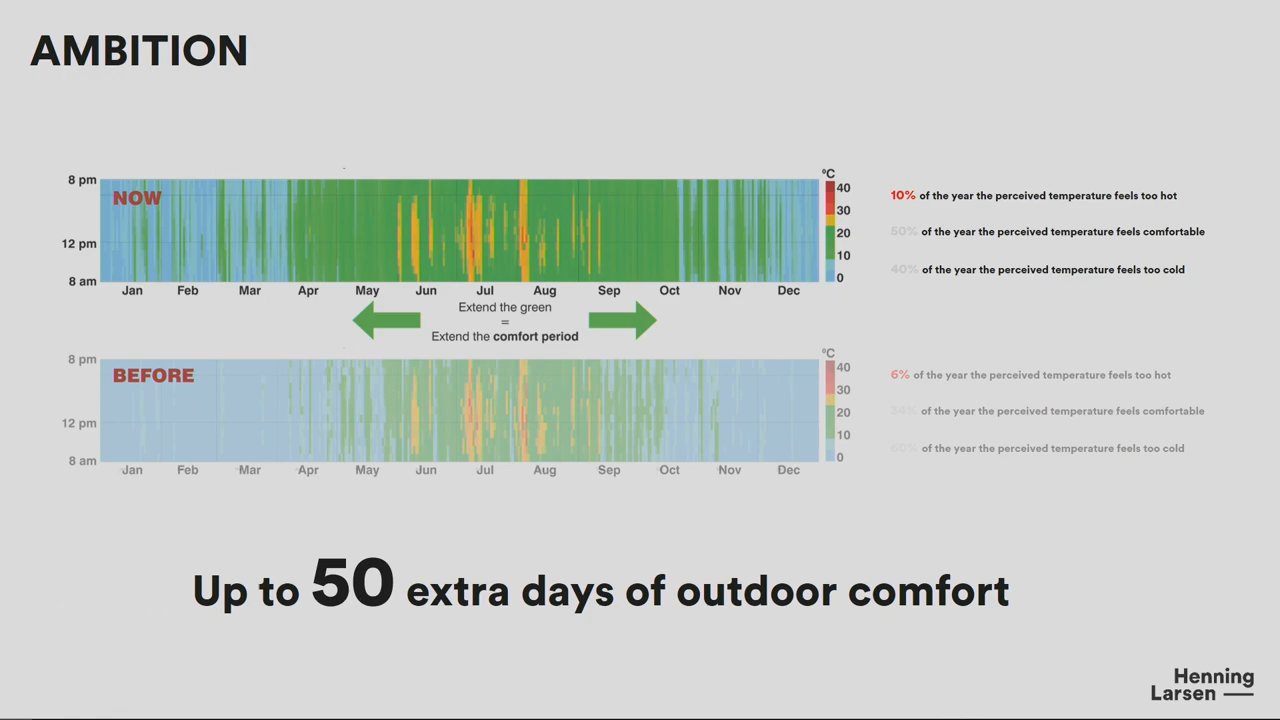 AMBITION
8 pm
12 pm
8 am
NOW
Jan Feb Mar Apr May Jun Jul Aug Sep Oct Nov Dec
°C
40
30
20
10
0
10% of the year the perceived temperature feels too hot
50% of the year the perceived temperature feels comfortable
40% of the year the perceived temperature feels too cold
Extend the green
=
Extend the comfort period
8 pm
12 pm
8 am
BEFORE
Jan Feb Mar Apr May Jun Jul Aug Sep Oct Nov Dec
°C
40
30
20
10
0
6% of the year the perceived temperature feels too hot
of the year the perceived temperature feels comfortable
of the year the perceived temperature feels too cold
Up to 50 extra days of outdoor comfort
Henning
Larsen